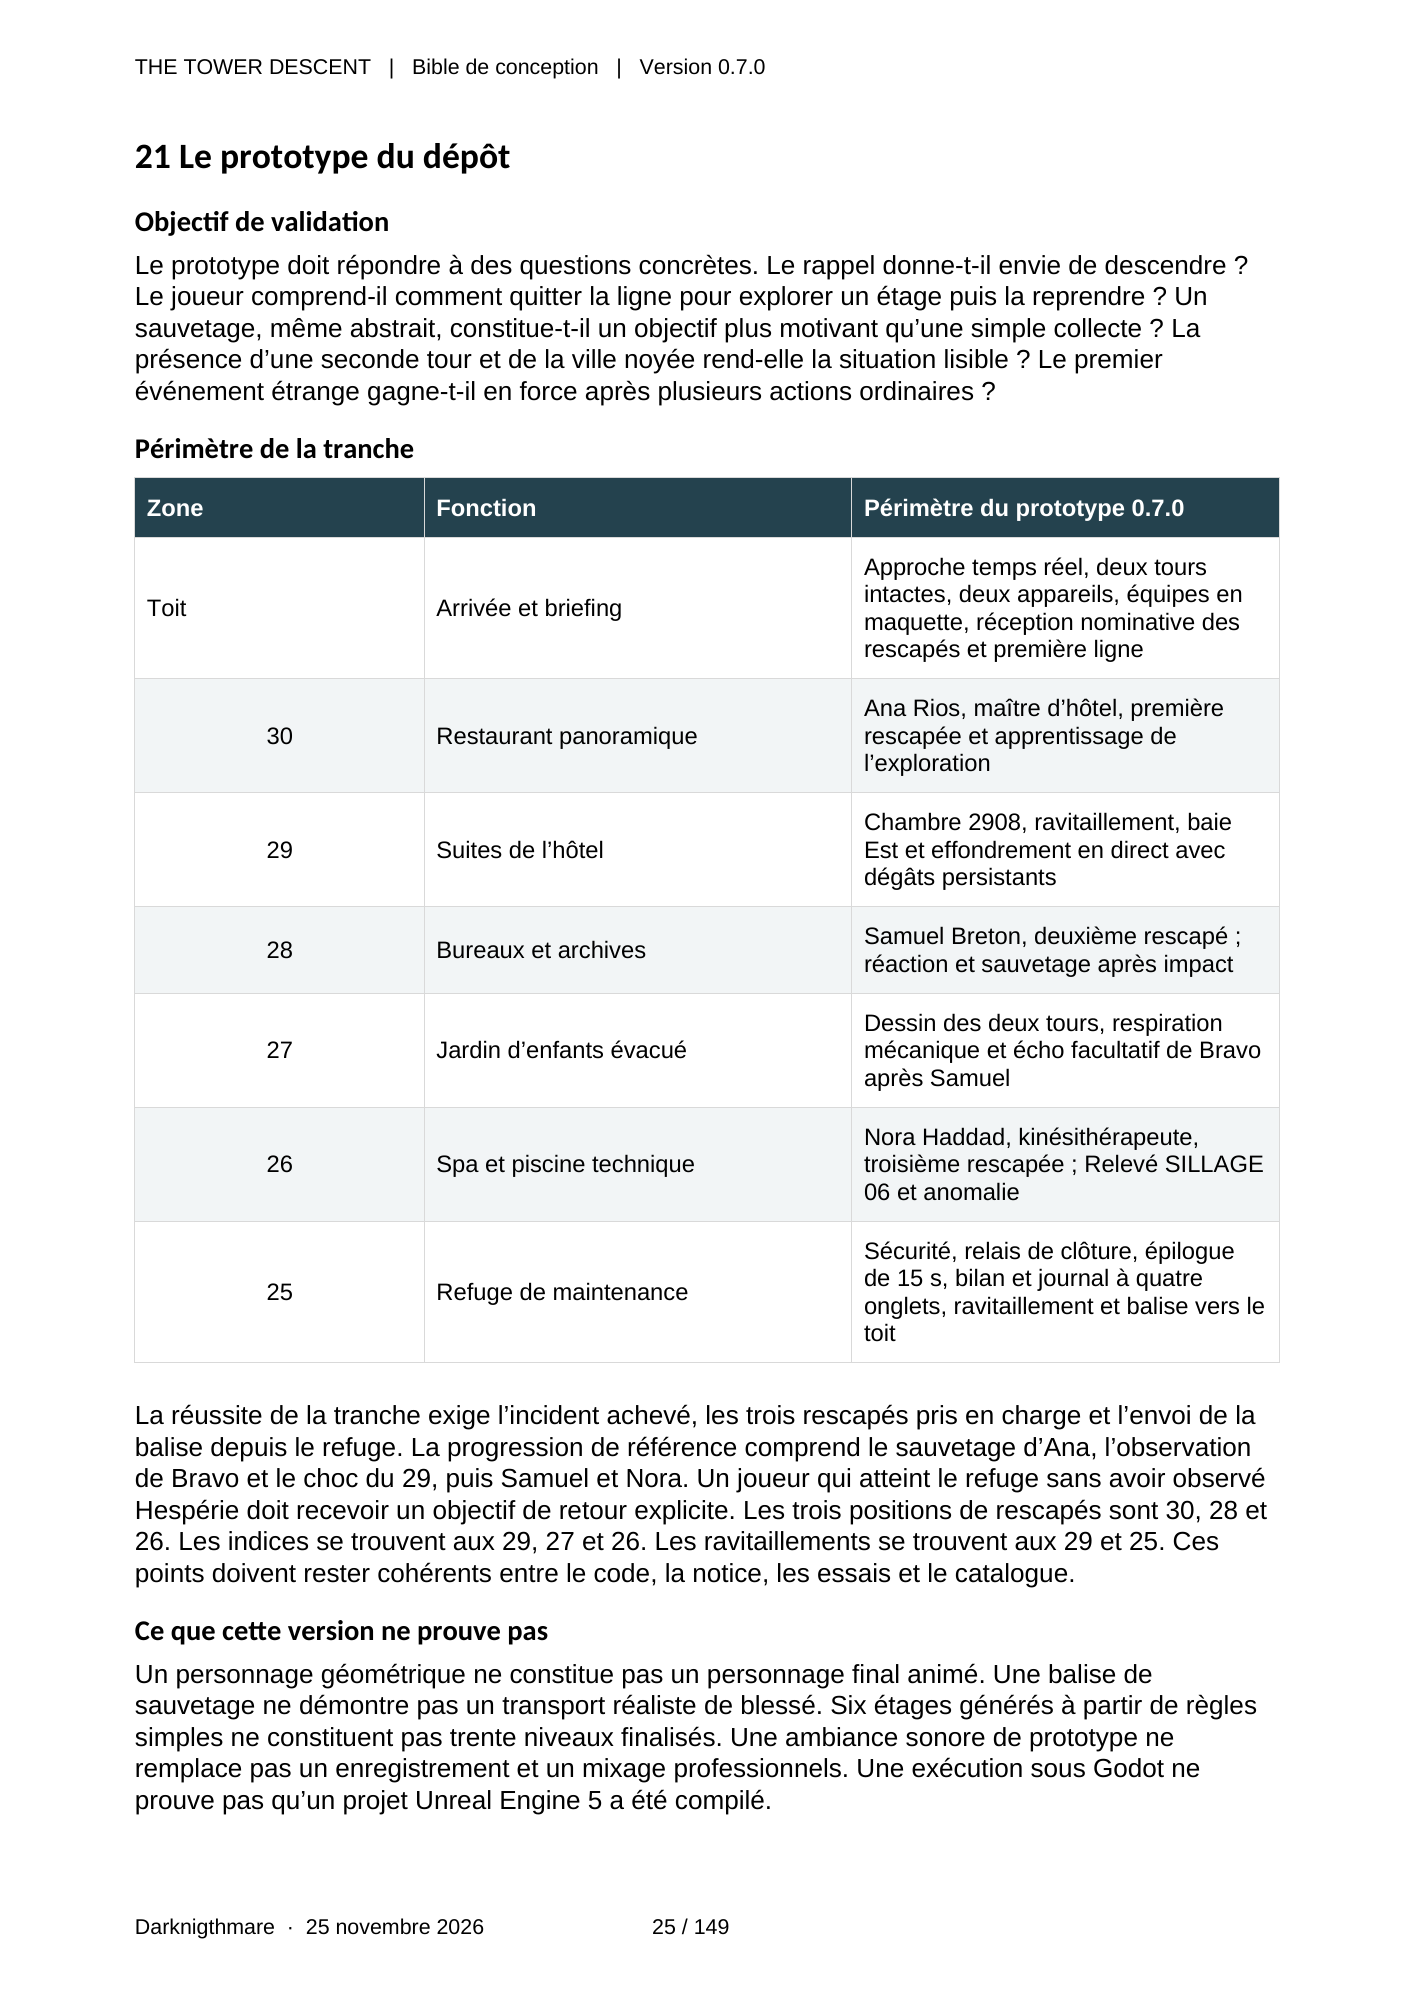 THE TOWER DESCENT | Bible de conception | Version 0.7.0
21 Le prototype du dépôt
Objectif de validation
Le prototype doit répondre à des questions concrètes. Le rappel donne-t-il envie de descendre ?
Le joueur comprend-il comment quitter la ligne pour explorer un étage puis la reprendre ? Un
sauvetage, même abstrait, constitue-t-il un objectif plus motivant qu’une simple collecte ? La
présence d’une seconde tour et de la ville noyée rend-elle la situation lisible ? Le premier
événement étrange gagne-t-il en force après plusieurs actions ordinaires ?
Périmètre de la tranche
Zone
Fonction
Périmètre du prototype 0.7.0
Toit
Arrivée et briefing
Approche temps réel, deux tours
intactes, deux appareils, équipes en
maquette, réception nominative des
rescapés et première ligne
30
Restaurant panoramique
Ana Rios, maître d’hôtel, première
rescapée et apprentissage de
l’exploration
29
Suites de l’hôtel
Chambre 2908, ravitaillement, baie
Est et effondrement en direct avec
dégâts persistants
28
Bureaux et archives
Samuel Breton, deuxième rescapé ;
réaction et sauvetage après impact
27
Jardin d’enfants évacué
Dessin des deux tours, respiration
mécanique et écho facultatif de Bravo
après Samuel
26
Spa et piscine technique
Nora Haddad, kinésithérapeute,
troisième rescapée ; Relevé SILLAGE
06 et anomalie
25
Refuge de maintenance
Sécurité, relais de clôture, épilogue
de 15 s, bilan et journal à quatre
onglets, ravitaillement et balise vers le
toit
La réussite de la tranche exige l’incident achevé, les trois rescapés pris en charge et l’envoi de la
balise depuis le refuge. La progression de référence comprend le sauvetage d’Ana, l’observation
de Bravo et le choc du 29, puis Samuel et Nora. Un joueur qui atteint le refuge sans avoir observé
Hespérie doit recevoir un objectif de retour explicite. Les trois positions de rescapés sont 30, 28 et
26. Les indices se trouvent aux 29, 27 et 26. Les ravitaillements se trouvent aux 29 et 25. Ces
points doivent rester cohérents entre le code, la notice, les essais et le catalogue.
Ce que cette version ne prouve pas
Un personnage géométrique ne constitue pas un personnage final animé. Une balise de
sauvetage ne démontre pas un transport réaliste de blessé. Six étages générés à partir de règles
simples ne constituent pas trente niveaux finalisés. Une ambiance sonore de prototype ne
remplace pas un enregistrement et un mixage professionnels. Une exécution sous Godot ne
prouve pas qu’un projet Unreal Engine 5 a été compilé.
Darknigthmare · 25 novembre 2026
25 / 149